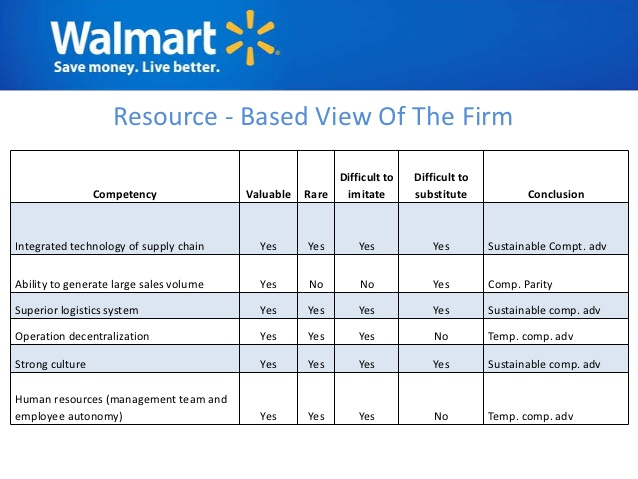 Walmart
Save money. Live better.
Resource - Based View Of The Firm
Competency Valuable Rare Difficult to imitate Difficult to substitute Conclusion
Integrated technology of supply chain Yes Yes Yes Yes Sustainable Compt. adv
Ability to generate large sales volume Yes No No Yes Comp. Parity
Superior logistics system Yes Yes Yes Yes Sustainable comp. adv
Operation decentralization Yes Yes Yes No Temp. comp. adv
Strong culture Yes Yes Yes Yes Sustainable comp. adv
Human resources (management team and
employee autonomy) Yes Yes Yes No Temp. comp. adv